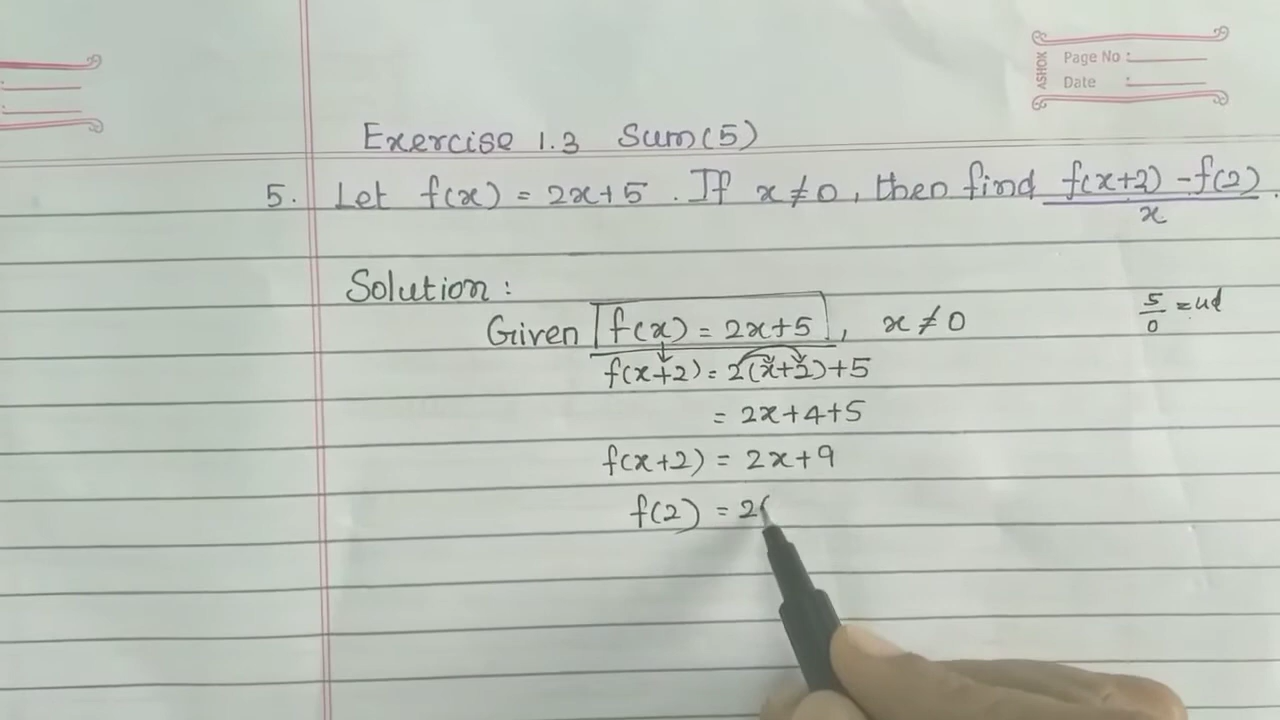 ASHOK
Page No :
Date :
Exercise 1.3 Sum(5)
5. Let f(x) = 2x+5 . If x≠0, then find f(x+2) -f(2) / x .
Solution :
Given f(x) = 2x+5 , x≠0
5/0 = ud
f(x+2) = 2(x+2)+5
= 2x+4+5
f(x+2) = 2x+9
f(2) = 2(